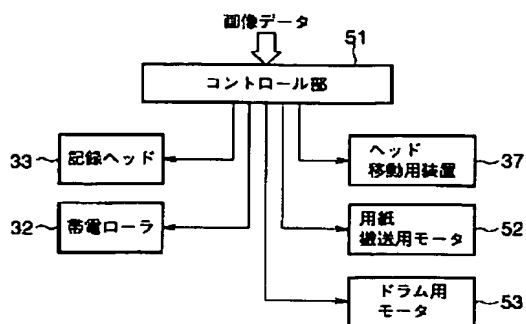 画像データ
51
コントロール部
33
記録ヘッド
ヘッド
移動用装置
37
32
帯電ローラ
用紙
搬送用モータ
52
ドラム用
モータ
53